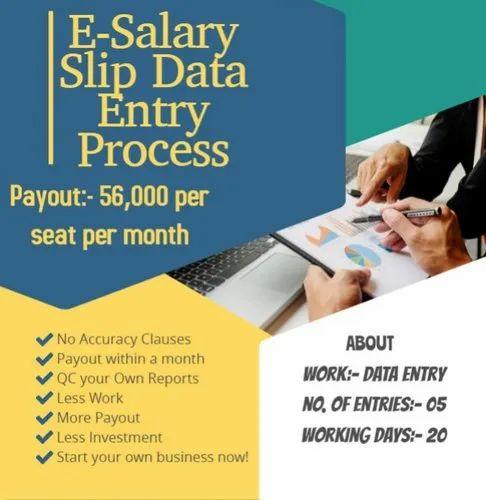 E-Salary
Slip Data
Entry
Process
Payout:- 56,000 per
seat per month
No Accuracy Clauses
Payout within a month
QC your Own Reports
Less Work
More Payout
Less Investment
Start your own business now!
ABOUT
WORK:- DATA ENTRY
NO. OF ENTRIES:- 05
WORKING DAYS:- 20